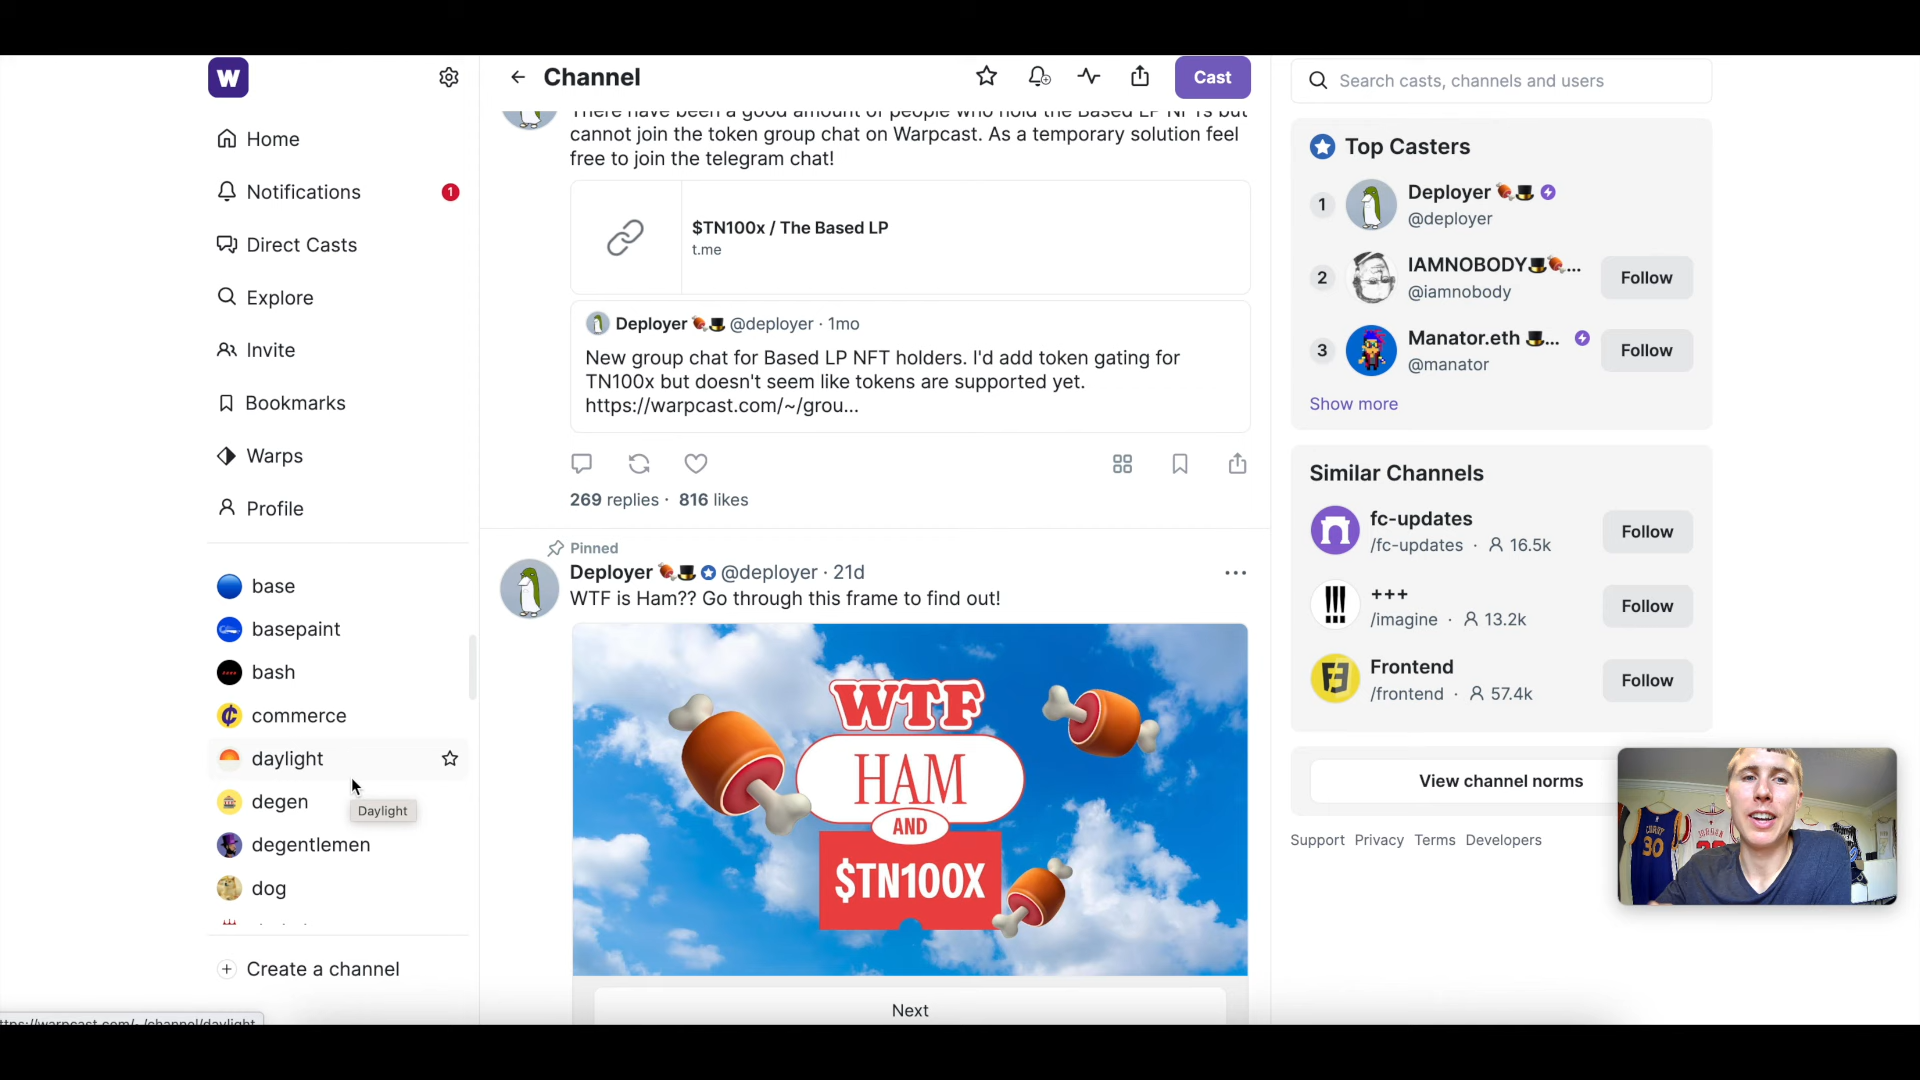 W
Home
Notifications
1
Direct Casts
Explore
Invite
Bookmarks
Warps
Profile
base
basepaint
bash
commerce
daylight
Daylight
degen
degentlemen
dog
Create a channel
Channel
Cast
There have been a good amount of people who hold the Based LP NFTs but
cannot join the token group chat on Warpcast. As a temporary solution feel
free to join the telegram chat!
$TN100x / The Based LP
t.me
Deployer 🍖🎩 @deployer · 1mo
New group chat for Based LP NFT holders. I'd add token gating for
TN100x but doesn't seem like tokens are supported yet.
https://warpcast.com/~/grou...
269 replies · 816 likes
Pinned
Deployer 🍖🎩 @deployer · 21d
WTF is Ham?? Go through this frame to find out!
WTF
HAM
AND
$TN100X
Next
Search casts, channels and users
Top Casters
1
Deployer 🍖🎩
@deployer
2
IAMNOBODY🎩🍖...
@iamnobody
Follow
3
Manator.eth 🎩...
@manator
Follow
Show more
Similar Channels
fc-updates
/fc-updates · 16.5k
Follow
+++
/imagine · 13.2k
Follow
Frontend
/frontend · 57.4k
Follow
View channel norms
Support Privacy Terms Developers
CURRY
30
JORDAN